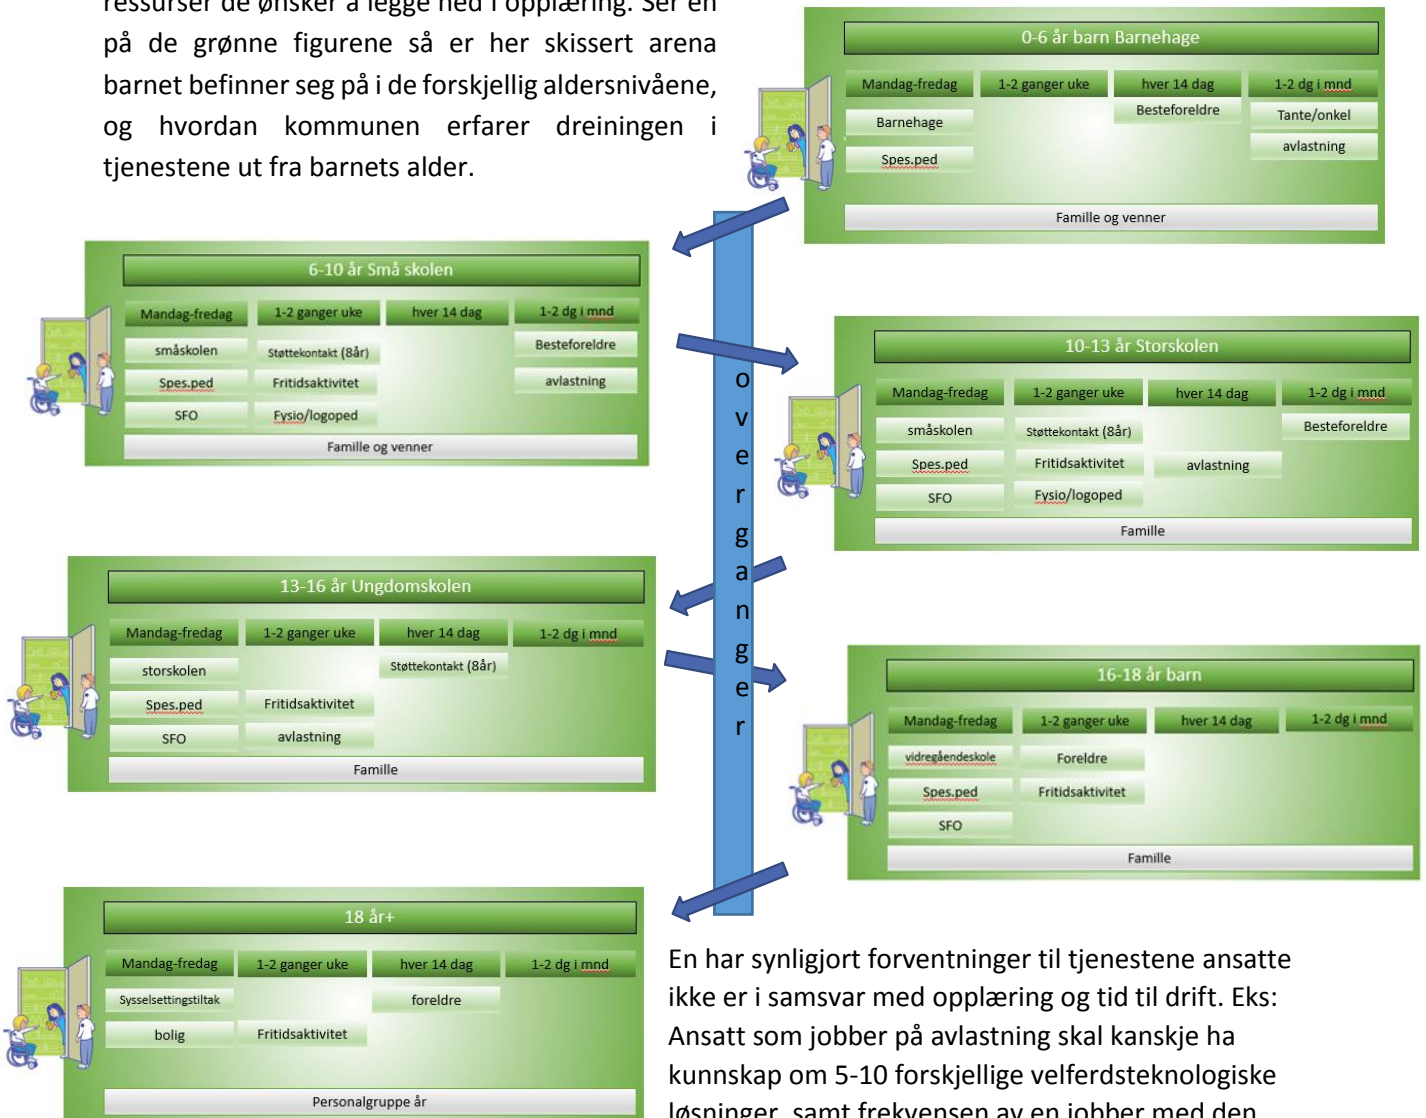 ressurser de ønsker å legge ned i opplæring. Ser en
på de grønne figurene så er her skissert arena
barnet befinner seg på i de forskjellig aldersnivåene,
og hvordan kommunen erfarer dreiningen i
tjenestene ut fra barnets alder.
0-6 år barn Barnehage
Mandag-fredag 1-2 ganger uke hver 14 dag 1-2 dg i mnd
Barnehage Besteforeldre Tante/onkel
Spes.ped avlastning
Famille og venner
6-10 år Små skolen
Mandag-fredag 1-2 ganger uke hver 14 dag 1-2 dg i mnd
småskolen Støttekontakt (8år) Besteforeldre
Spes.ped Fritidsaktivitet avlastning
SFO Fysio/logoped
Famille og venner
10-13 år Storskolen
Mandag-fredag 1-2 ganger uke hver 14 dag 1-2 dg i mnd
småskolen Støttekontakt (8år) Besteforeldre
Spes.ped Fritidsaktivitet avlastning
SFO Fysio/logoped
Famille
overganger
13-16 år Ungdomskolen
Mandag-fredag 1-2 ganger uke hver 14 dag 1-2 dg i mnd
storskolen Støttekontakt (8år)
Spes.ped Fritidsaktivitet
SFO avlastning
Famille
16-18 år barn
Mandag-fredag 1-2 ganger uke hver 14 dag 1-2 dg i mnd
vidregåendeskole Foreldre
Spes.ped Fritidsaktivitet
SFO
Famille
18 år+
Mandag-fredag 1-2 ganger uke hver 14 dag 1-2 dg i mnd
Sysselsettingstiltak foreldre
bolig Fritidsaktivitet
Personalgruppe år
En har synligjort forventninger til tjenestene ansatte
ikke er i samsvar med opplæring og tid til drift. Eks:
Ansatt som jobber på avlastning skal kanskje ha
kunnskap om 5-10 forskjellige velferdsteknologiske
løsninger, samt frekvensen av en jobber med den